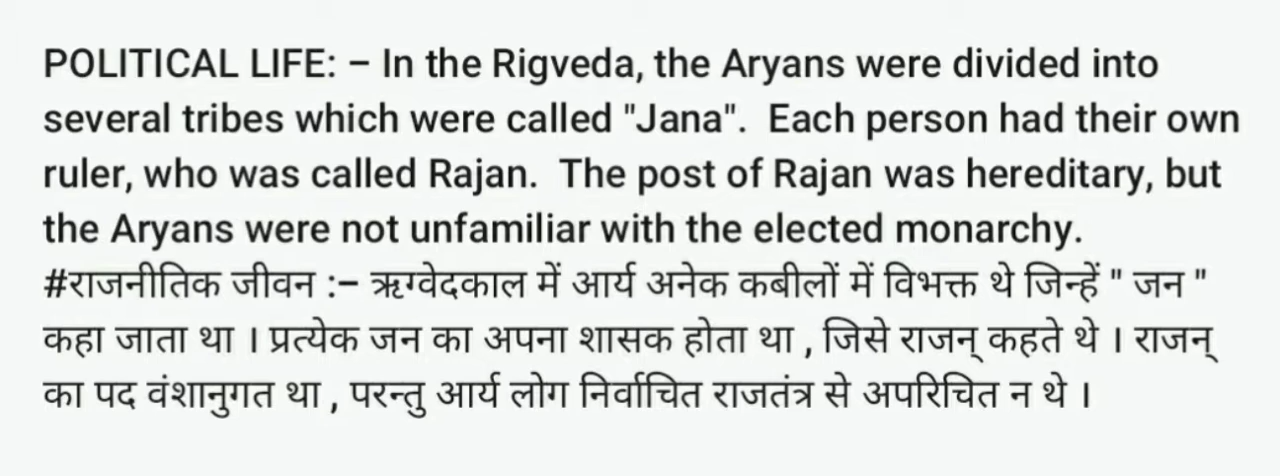 POLITICAL LIFE: – In the Rigveda, the Aryans were divided into
several tribes which were called "Jana".  Each person had their own
ruler, who was called Rajan.  The post of Rajan was hereditary, but
the Aryans were not unfamiliar with the elected monarchy.
#राजनीतिक जीवन :– ऋग्वेदकाल में आर्य अनेक कबीलों में विभक्त थे जिन्हें " जन "
कहा जाता था । प्रत्येक जन का अपना शासक होता था , जिसे राजन् कहते थे । राजन्
का पद वंशानुगत था , परन्तु आर्य लोग निर्वाचित राजतंत्र से अपरिचित न थे ।